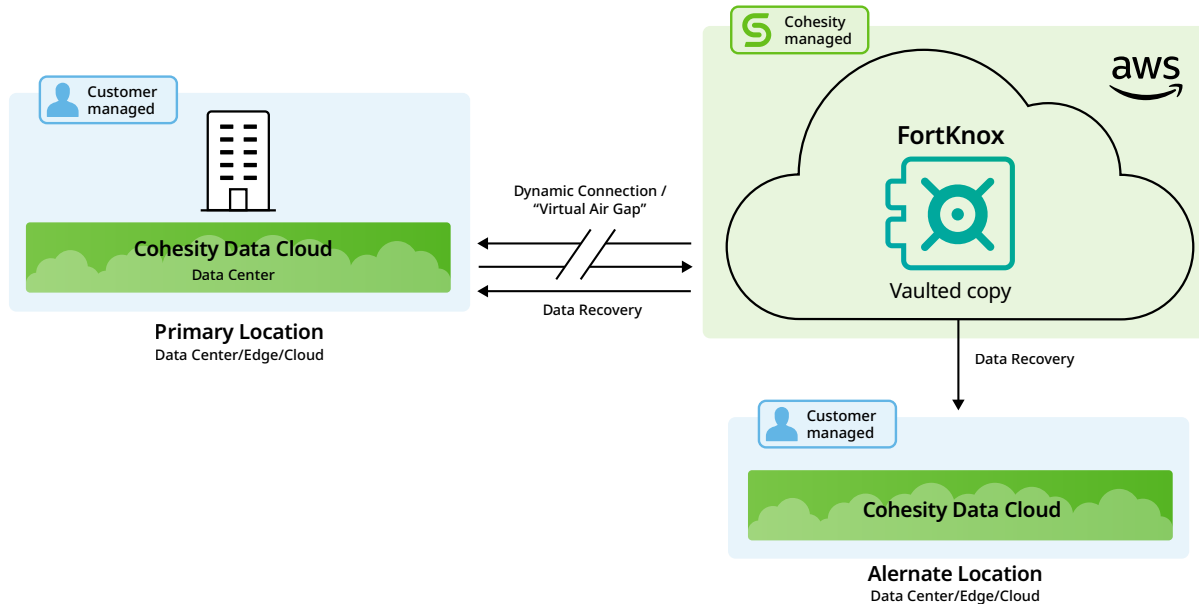 Customer
managed
Cohesity Data Cloud
Data Center
Primary Location
Data Center/Edge/Cloud
Dynamic Connection /
“Virtual Air Gap”
Data Recovery
Cohesity
managed
aws
FortKnox
Vaulted copy
Data Recovery
Customer
managed
Cohesity Data Cloud
Alernate Location
Data Center/Edge/Cloud